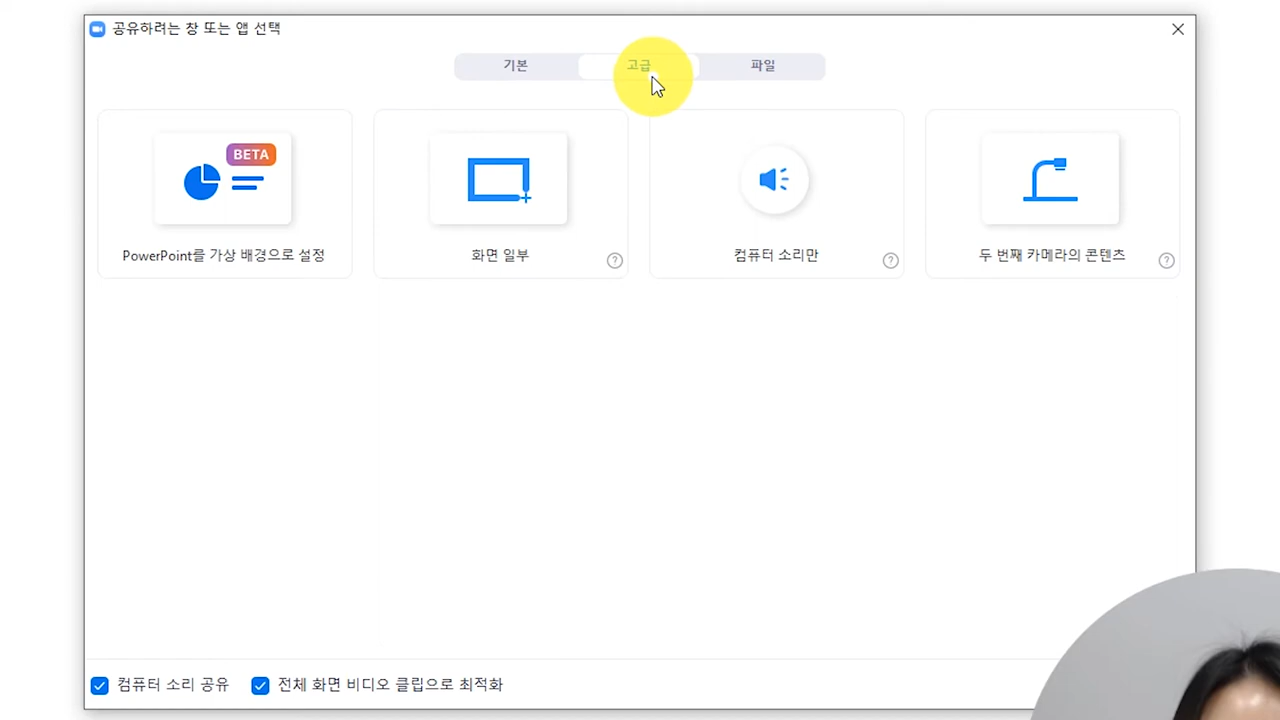 공유하려는 창 또는 앱 선택
기본
고급
파일
BETA
PowerPoint를 가상 배경으로 설정
화면 일부
?
컴퓨터 소리만
?
두 번째 카메라의 콘텐츠
?
컴퓨터 소리 공유
전체 화면 비디오 클립으로 최적화